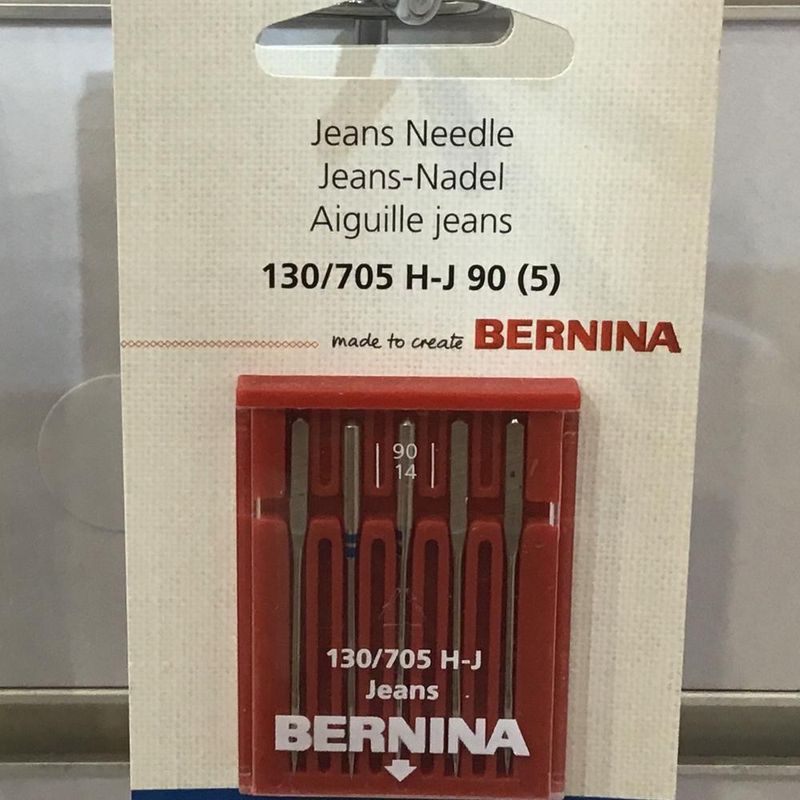 Jeans Needle
Jeans-Nadel
Aiguille jeans
130/705 H-J 90 (5)
made to create BERNINA
90
14
130/705 H-J
Jeans
BERNINA